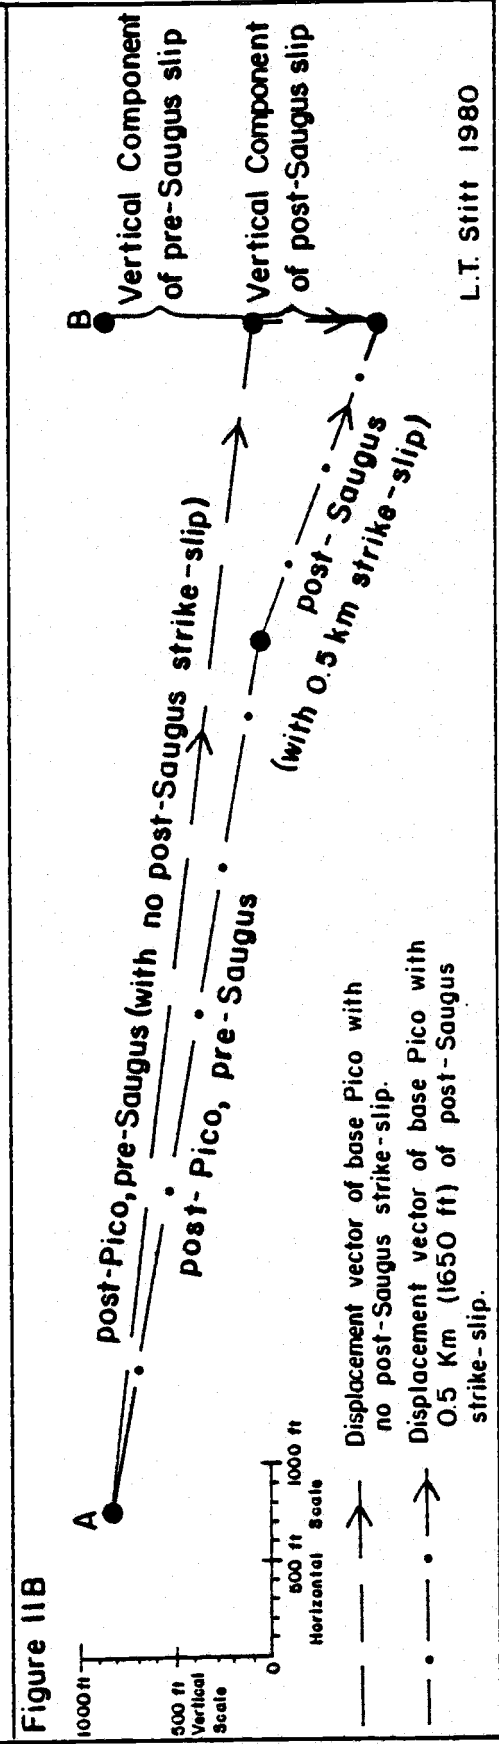 Figure 11B
1000 ft
500 ft
Vertical
Scale
0
500 ft
1000 ft
Horizontal Scale
A
B
post-Pico, pre-Saugus (with no post-Saugus strike-slip)
post-Pico, pre-Saugus
post-Saugus
(with 0.5 km strike-slip)
Vertical Component
of pre-Saugus slip
Vertical Component
of post-Saugus slip
Displacement vector of base Pico with
no post-Saugus strike-slip.
Displacement vector of base Pico with
0.5 Km (1650 ft) of post-Saugus
strike-slip.
L.T. Stitt 1980